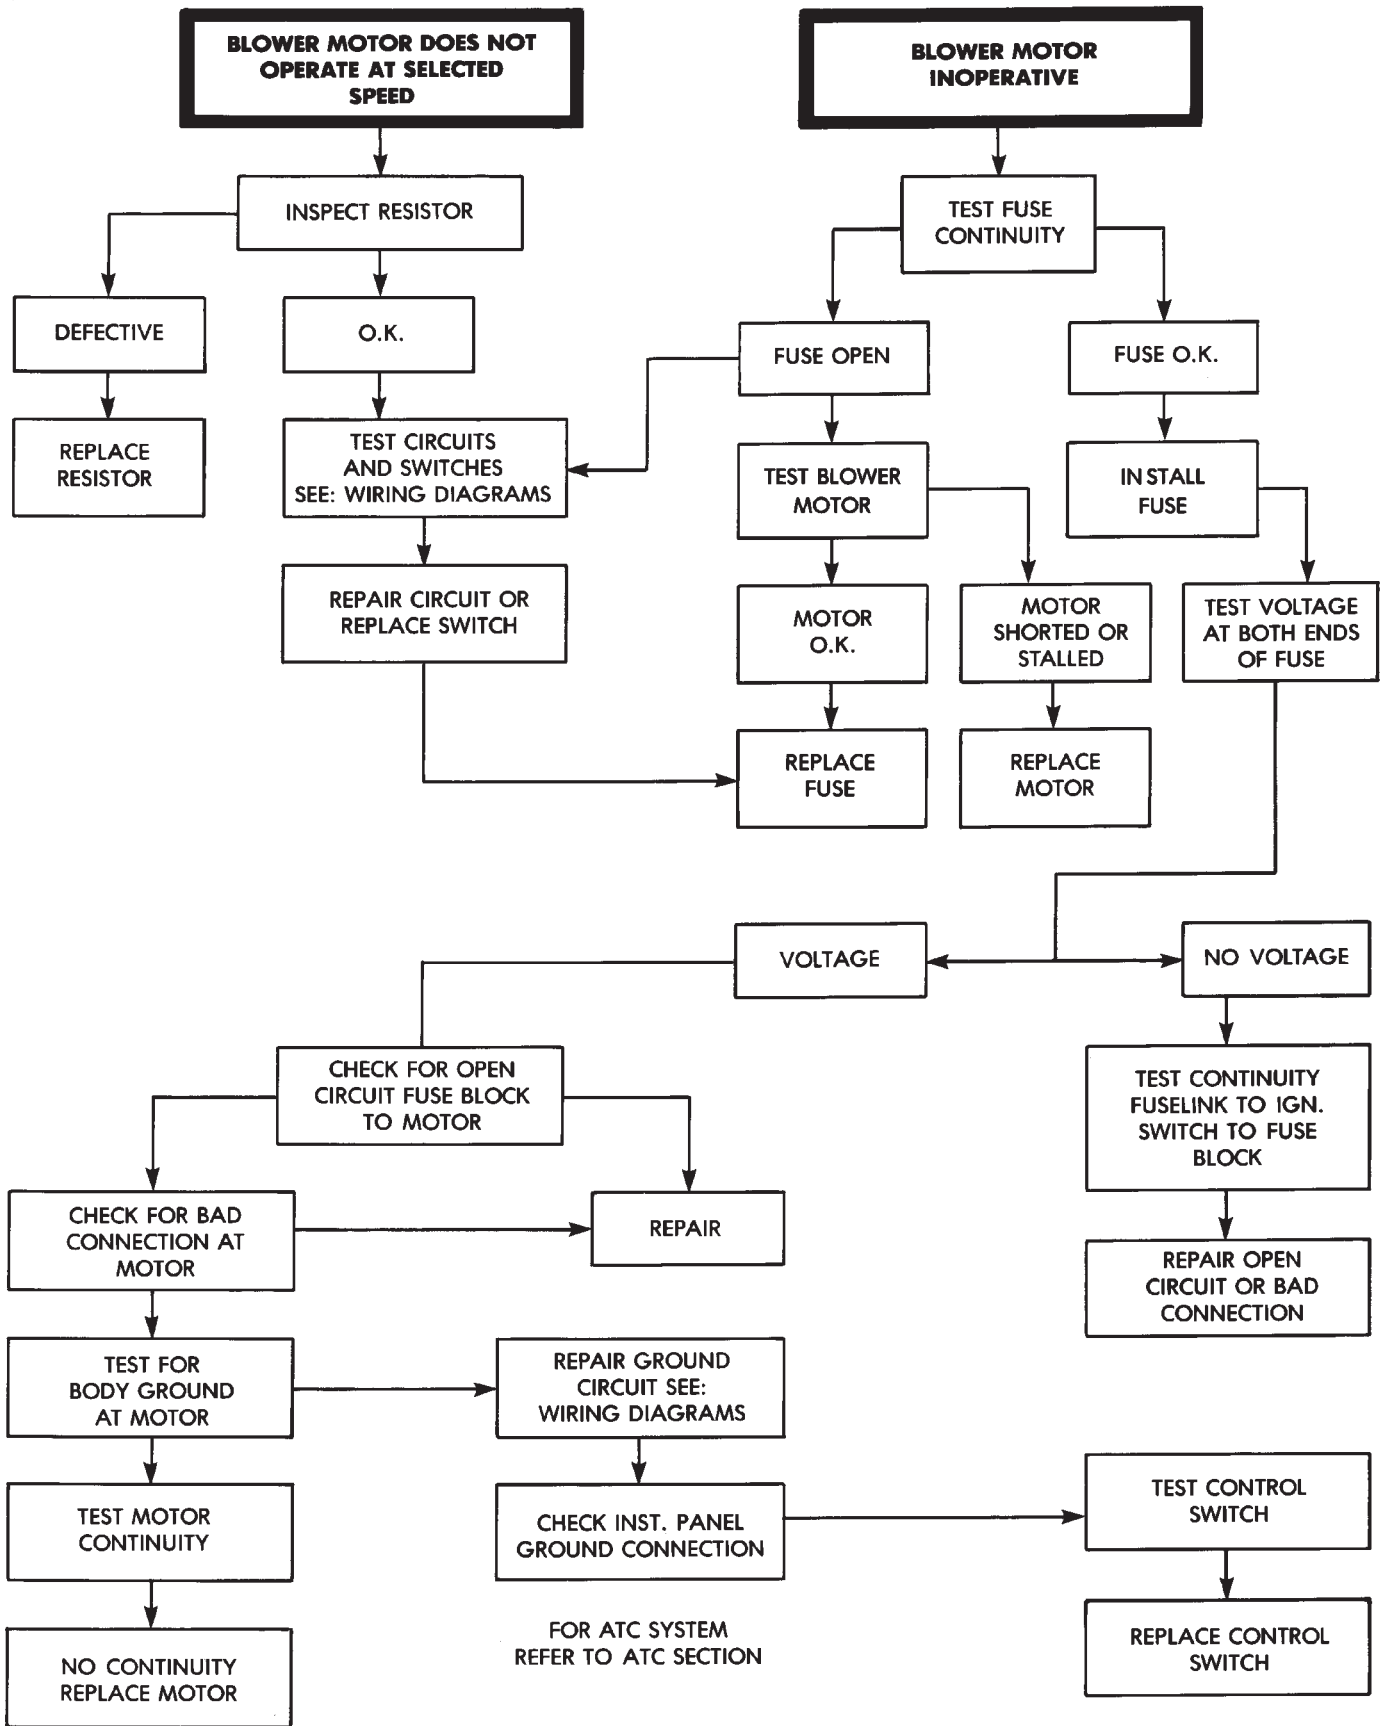 BLOWER MOTOR DOES NOT
OPERATE AT SELECTED
SPEED
BLOWER MOTOR
INOPERATIVE
INSPECT RESISTOR
TEST FUSE
CONTINUITY
DEFECTIVE
O.K.
FUSE OPEN
FUSE O.K.
REPLACE
RESISTOR
TEST CIRCUITS
AND SWITCHES
SEE: WIRING DIAGRAMS
TEST BLOWER
MOTOR
IN STALL
FUSE
REPAIR CIRCUIT OR
REPLACE SWITCH
MOTOR
O.K.
MOTOR
SHORTED OR
STALLED
TEST VOLTAGE
AT BOTH ENDS
OF FUSE
REPLACE
FUSE
REPLACE
MOTOR
VOLTAGE
NO VOLTAGE
CHECK FOR OPEN
CIRCUIT FUSE BLOCK
TO MOTOR
TEST CONTINUITY
FUSELINK TO IGN.
SWITCH TO FUSE
BLOCK
CHECK FOR BAD
CONNECTION AT
MOTOR
REPAIR
REPAIR OPEN
CIRCUIT OR BAD
CONNECTION
TEST FOR
BODY GROUND
AT MOTOR
REPAIR GROUND
CIRCUIT SEE:
WIRING DIAGRAMS
TEST MOTOR
CONTINUITY
CHECK INST. PANEL
GROUND CONNECTION
TEST CONTROL
SWITCH
NO CONTINUITY
REPLACE MOTOR
FOR ATC SYSTEM
REFER TO ATC SECTION
REPLACE CONTROL
SWITCH